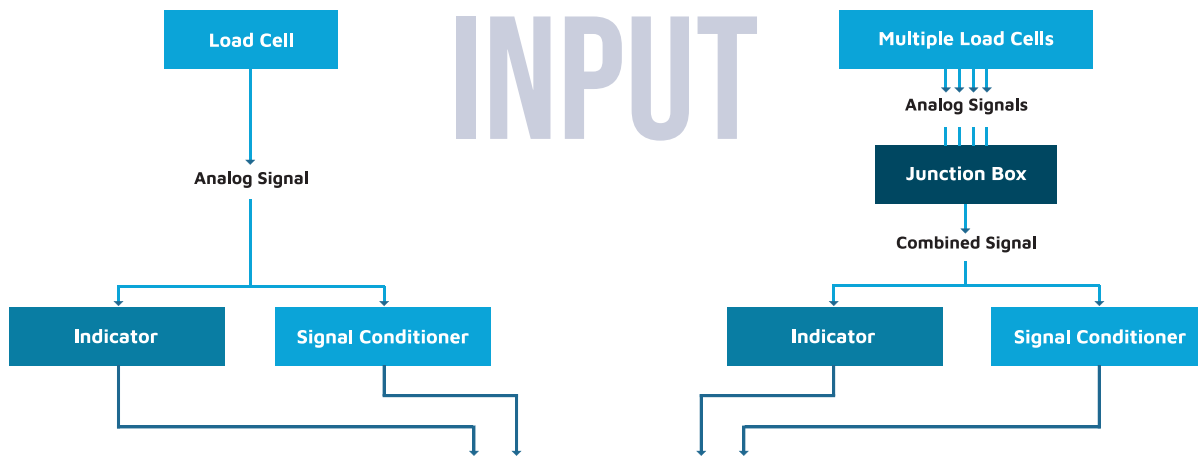 INPUT
Load Cell
Multiple Load Cells
Analog Signals
Analog Signal
Junction Box
Combined Signal
Indicator
Signal Conditioner
Indicator
Signal Conditioner